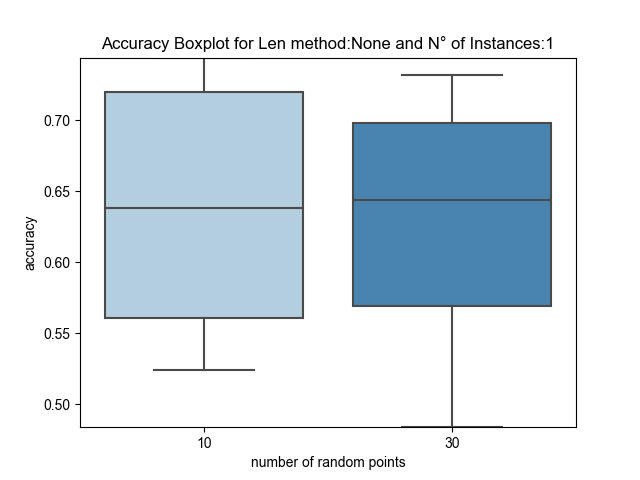 Accuracy Boxplot for Len method:None and N° of Instances:1
0.70
0.65
0.60
0.55
0.50
accuracy
10 30
number of random points